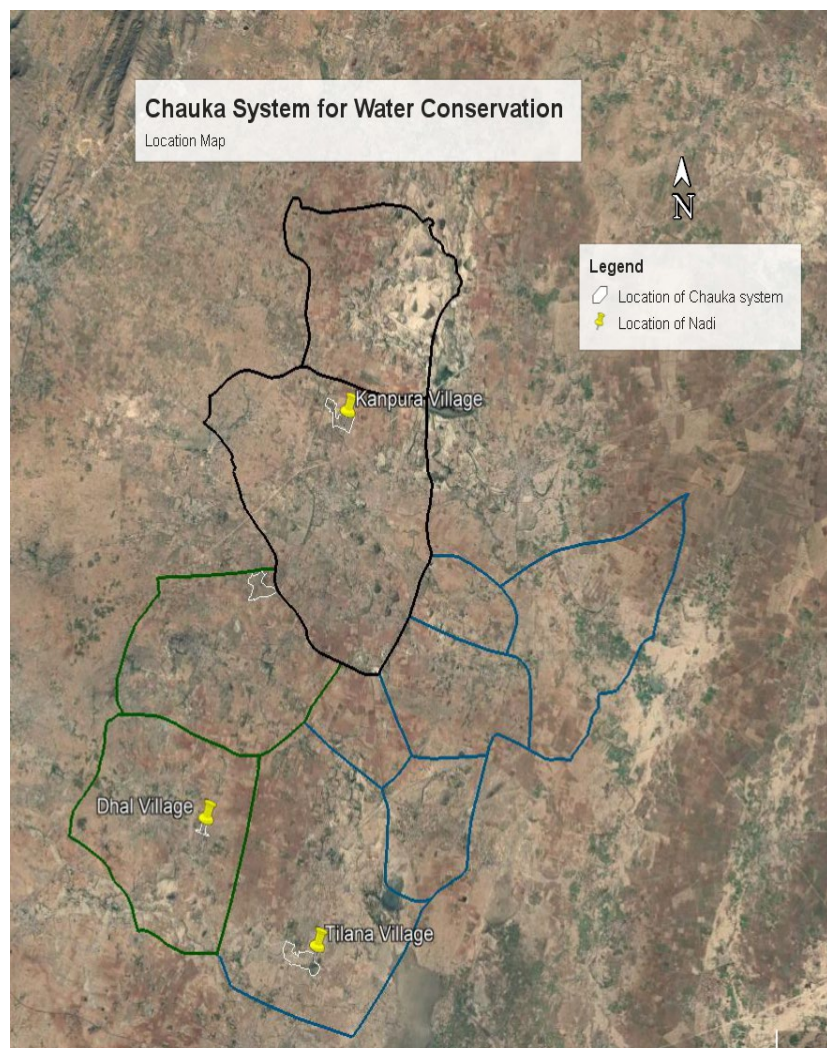 Chauka System for Water Conservation
Location Map
N
Legend
Location of Chauka system
Location of Nadi
Kanpura Village
Dhal Village
Tilana Village